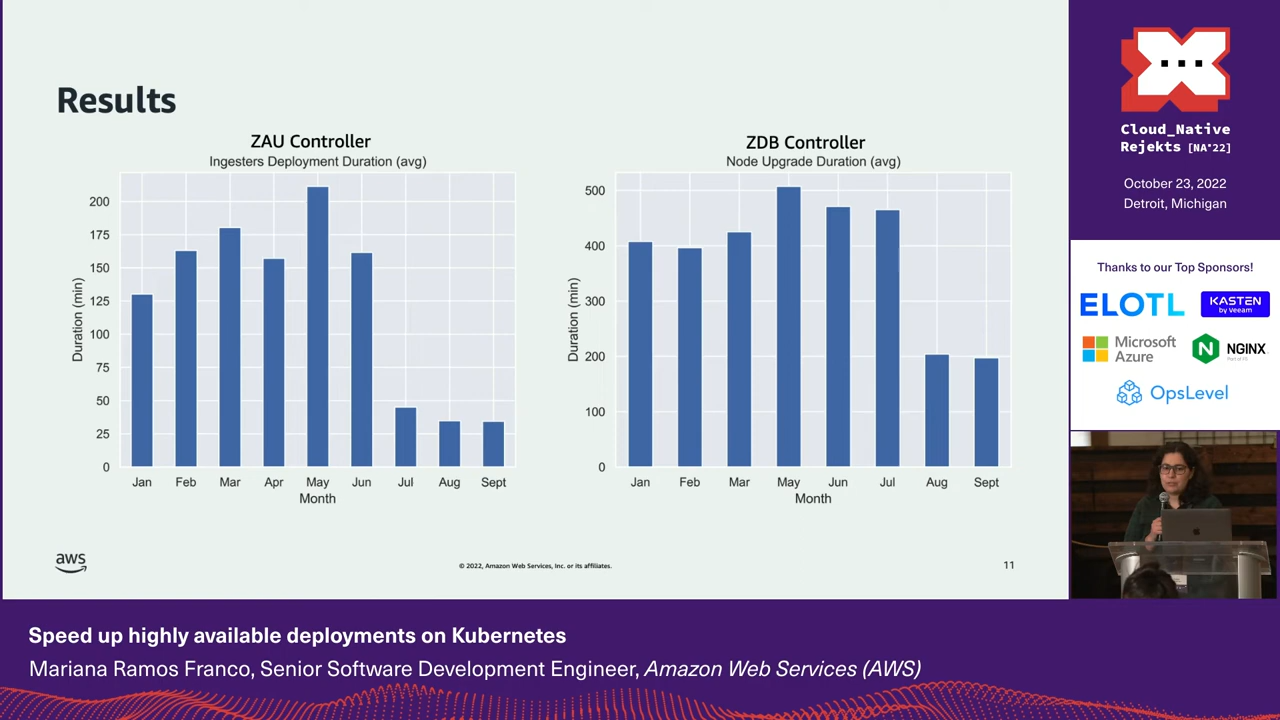 Results
ZAU Controller
Ingesters Deployment Duration (avg)
Duration (min)
200
175
150
125
100
75
50
25
0
Jan Feb Mar Apr May Jun Jul Aug Sept
Month
ZDB Controller
Node Upgrade Duration (avg)
Duration (min)
500
400
300
200
100
0
Jan Feb Mar May Jun Jul Aug Sept
Month
aws
© 2022, Amazon Web Services, Inc. or its affiliates.
11
Cloud_Native
Rejekts [NA'22]
October 23, 2022
Detroit, Michigan
Thanks to our Top Sponsors!
ELOTL
KASTEN
by Veeam
Microsoft
Azure
N
NGINX
Part of F5
OpsLevel
Speed up highly available deployments on Kubernetes
Mariana Ramos Franco, Senior Software Development Engineer, Amazon Web Services (AWS)